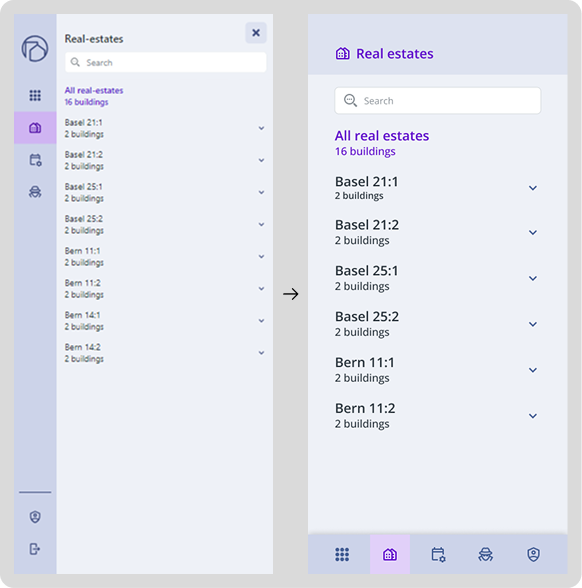 Real-estates
Search
All real-estates
16 buildings
Basel 21:1
2 buildings
Basel 21:2
2 buildings
Basel 25:1
2 buildings
Basel 25:2
2 buildings
Bern 11:1
2 buildings
Bern 11:2
2 buildings
Bern 14:1
2 buildings
Bern 14:2
2 buildings
Real estates
Search
All real estates
16 buildings
Basel 21:1
2 buildings
Basel 21:2
2 buildings
Basel 25:1
2 buildings
Basel 25:2
2 buildings
Bern 11:1
2 buildings
Bern 11:2
2 buildings